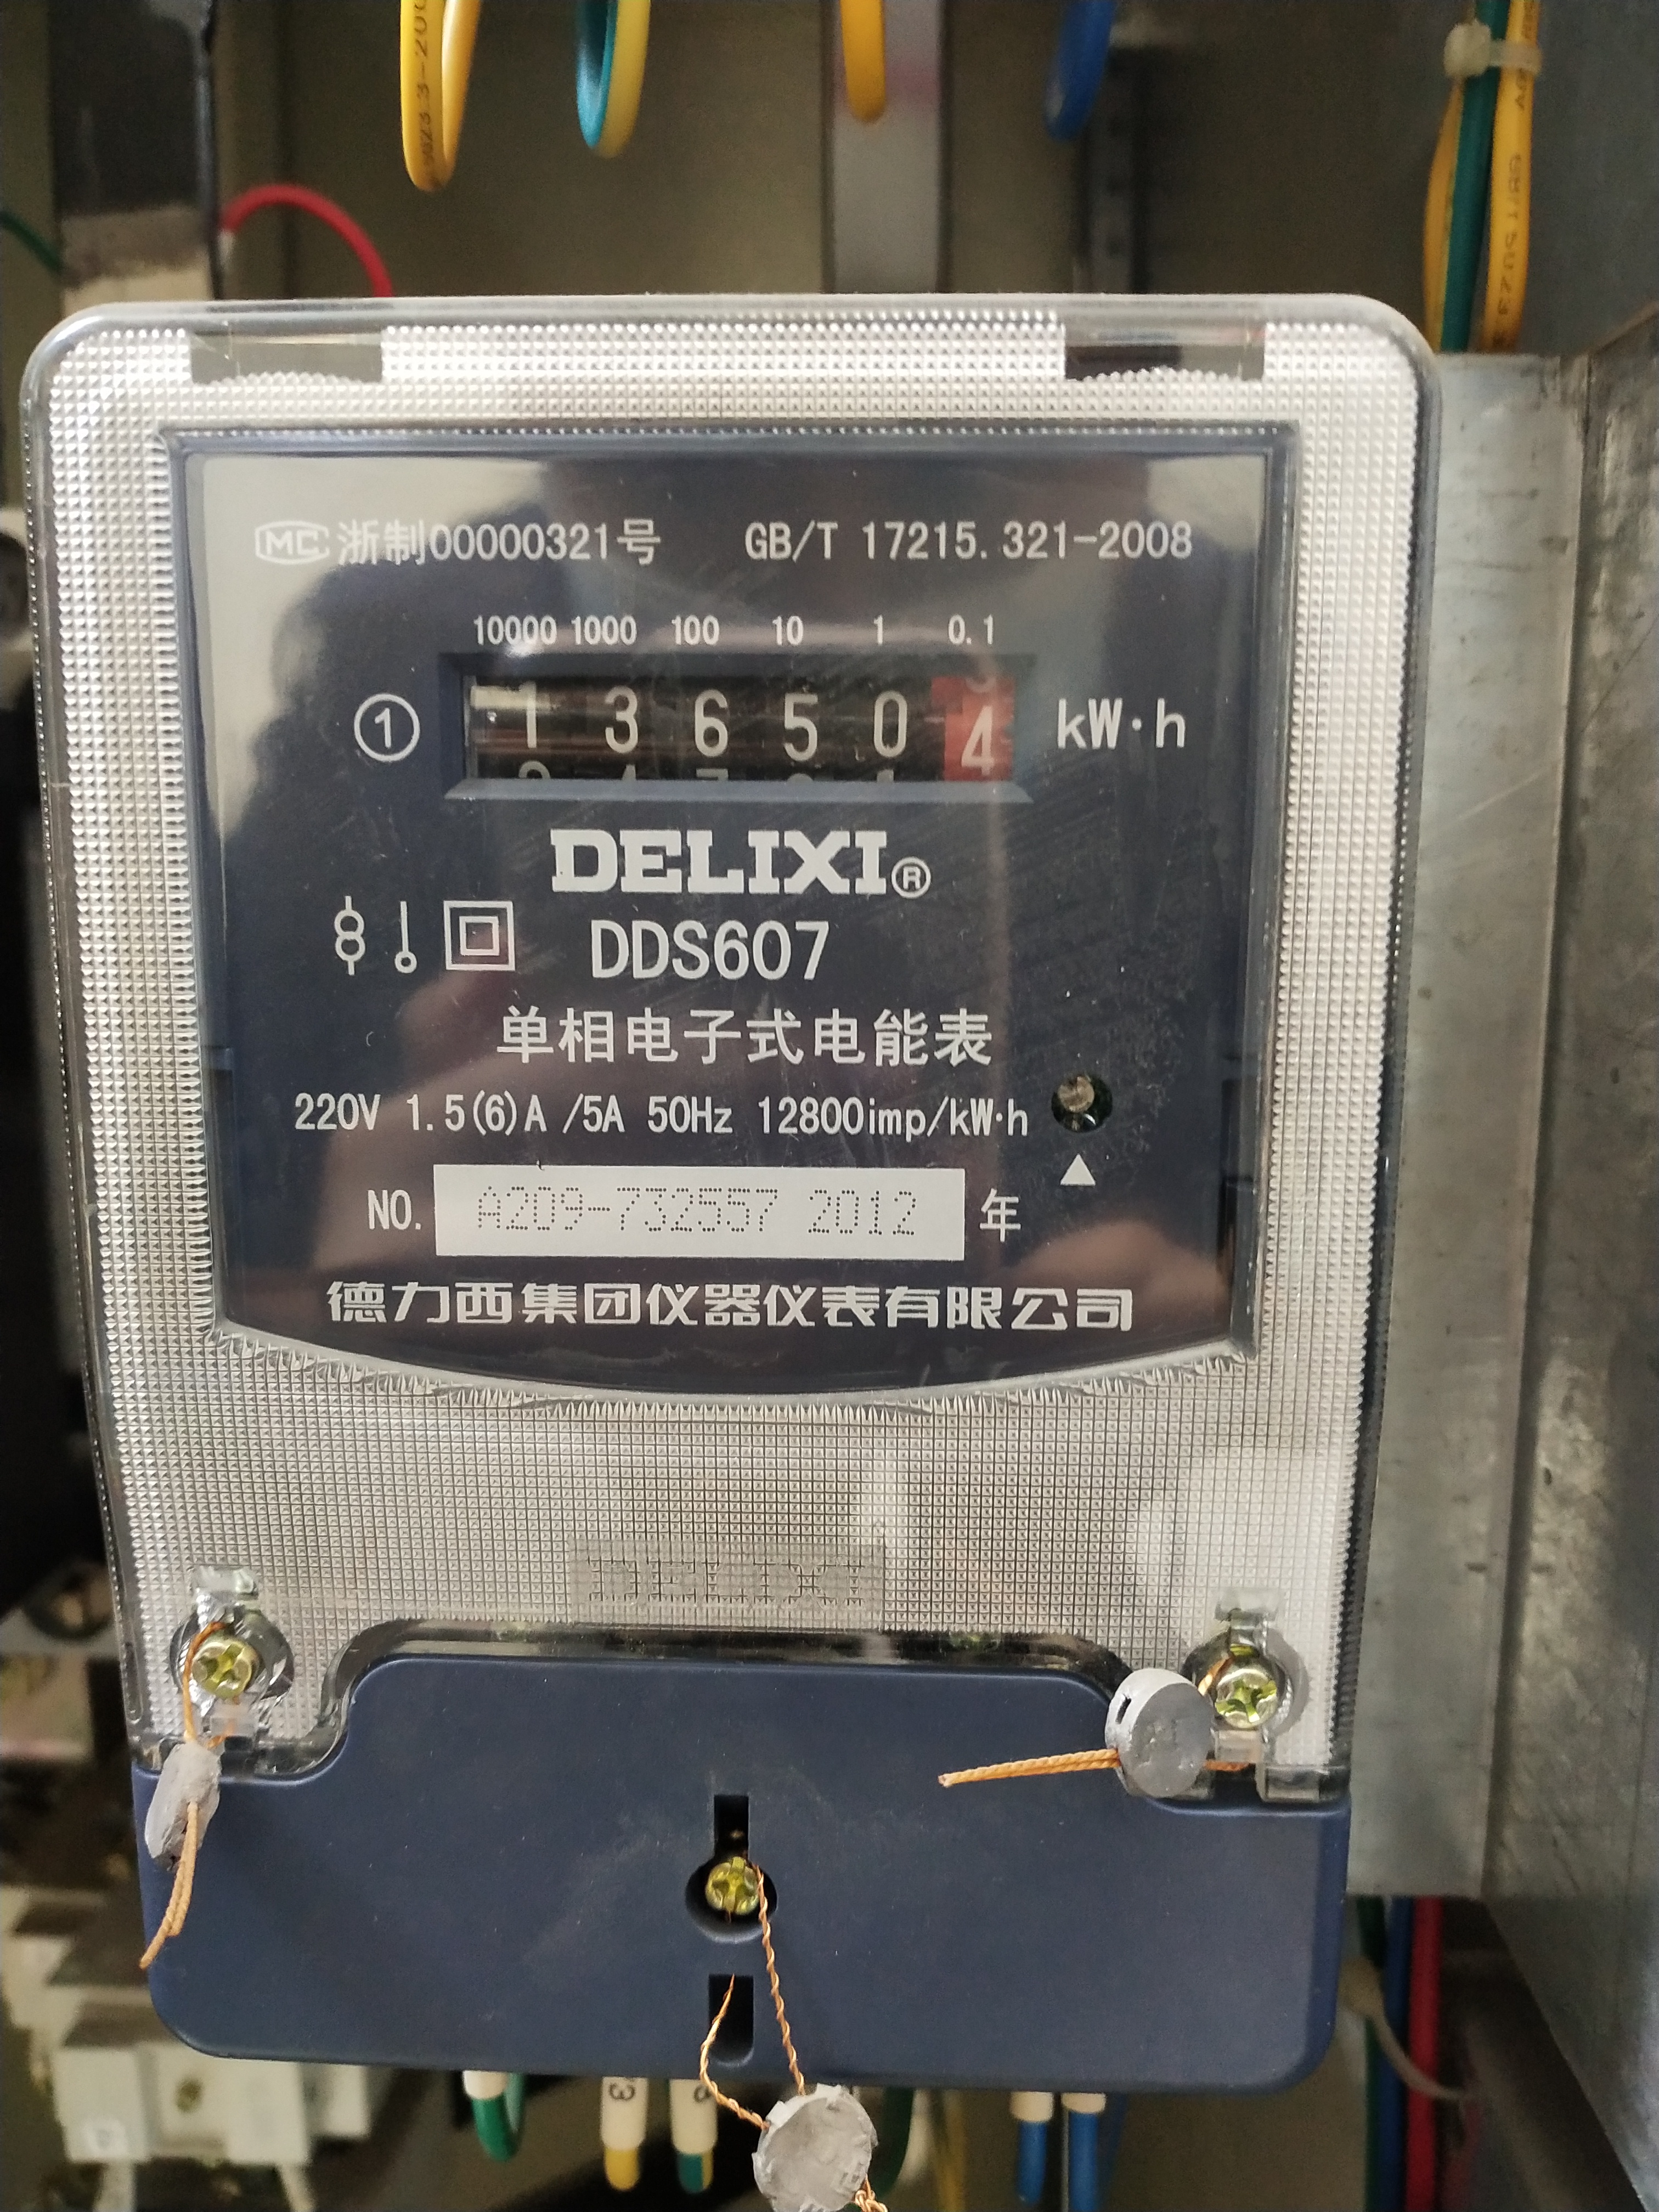 MC 浙制00000321号 GB/T 17215.321-2008
10000 1000 100 10 1 0.1
① 1 3 6 5 0 4 kW·h
DELIXI®
DDS607
单相电子式电能表
220V 1.5(6)A /5A 50Hz 12800imp/kW·h
NO. A209-732557 2012 年
德力西集团仪器仪表有限公司
DELIXI